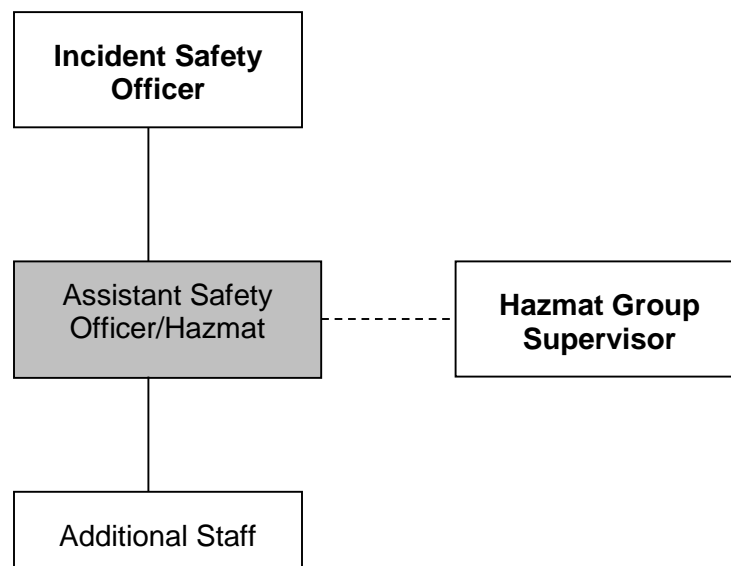 Incident Safety
Officer
Assistant Safety
Officer/Hazmat
Hazmat Group
Supervisor
Additional Staff